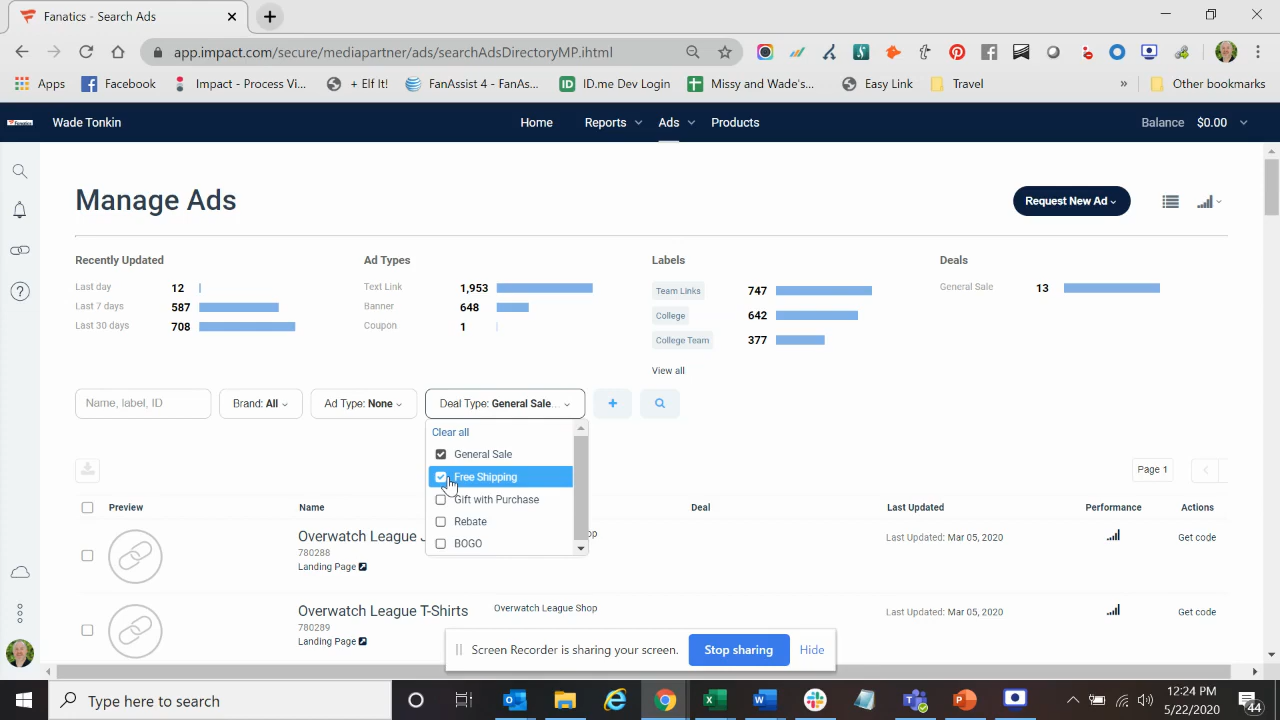 Fanatics - Search Ads
app.impact.com/secure/mediapartner/ads/searchAdsDirectoryMP.ihtml
Apps Facebook Impact - Process Vi... + Elf It! FanAssist 4 - FanAs... ID.me Dev Login Missy and Wade's... Easy Link Travel » Other bookmarks
Fanatics Wade Tonkin Home Reports Ads Products Balance $0.00
Manage Ads
Request New Ad
Recently Updated Ad Types Labels Deals
Last day 12 Text Link 1,953 Team Links 747 General Sale 13
Last 7 days 587 Banner 648 College 642
Last 30 days 708 Coupon 1 College Team 377
View all
Name, label, ID Brand: All Ad Type: None Deal Type: General Sale... +
Clear all
General Sale
Free Shipping
Page 1
Gift with Purchase
Preview Name Deal Last Updated Performance Actions
Rebate
Overwatch League op Last Updated: Mar 05, 2020 Get code
BOGO
780288
Landing Page
Overwatch League T-Shirts Overwatch League Shop Last Updated: Mar 05, 2020 Get code
780289
Landing Page
Screen Recorder is sharing your screen. Stop sharing Hide
Type here to search
12:24 PM
5/22/2020
44